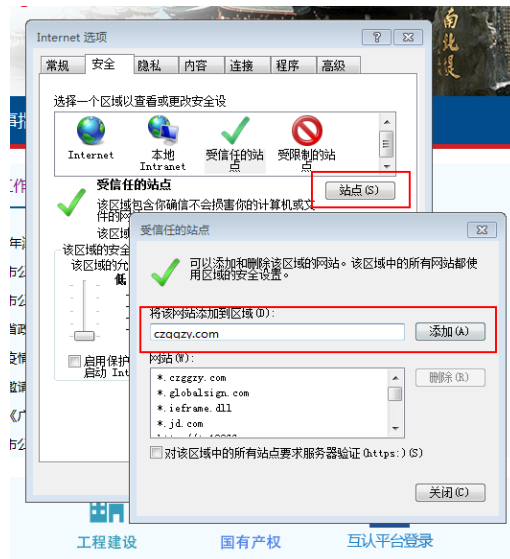 南
北
堤
Internet 选项
常规 安全 隐私 内容 连接 程序 高级
选择一个区域以查看或更改安全设
Internet 本地 受信任的站 受限制的站
Intranet 点 点
受信任的站点
站点(S)
该区域包含你确信不会损害你的计算机或文
件的网
该区域
该区域的安全
该区域的允
低
启用保护
启动 Int
受信任的站点
可以添加和删除该区域的网站。该区域中的所有网站都使
用区域的安全设置。
将该网站添加到区域(D):
czggzy.com 添加(A)
网站(W):
*.czggzy.com 删除(R)
*.globalsign.com
*.ieframe.dll
*.jd.com
对该区域中的所有站点要求服务器验证(https:)(S)
关闭(C)
工程建设 国有产权 互认平台登录